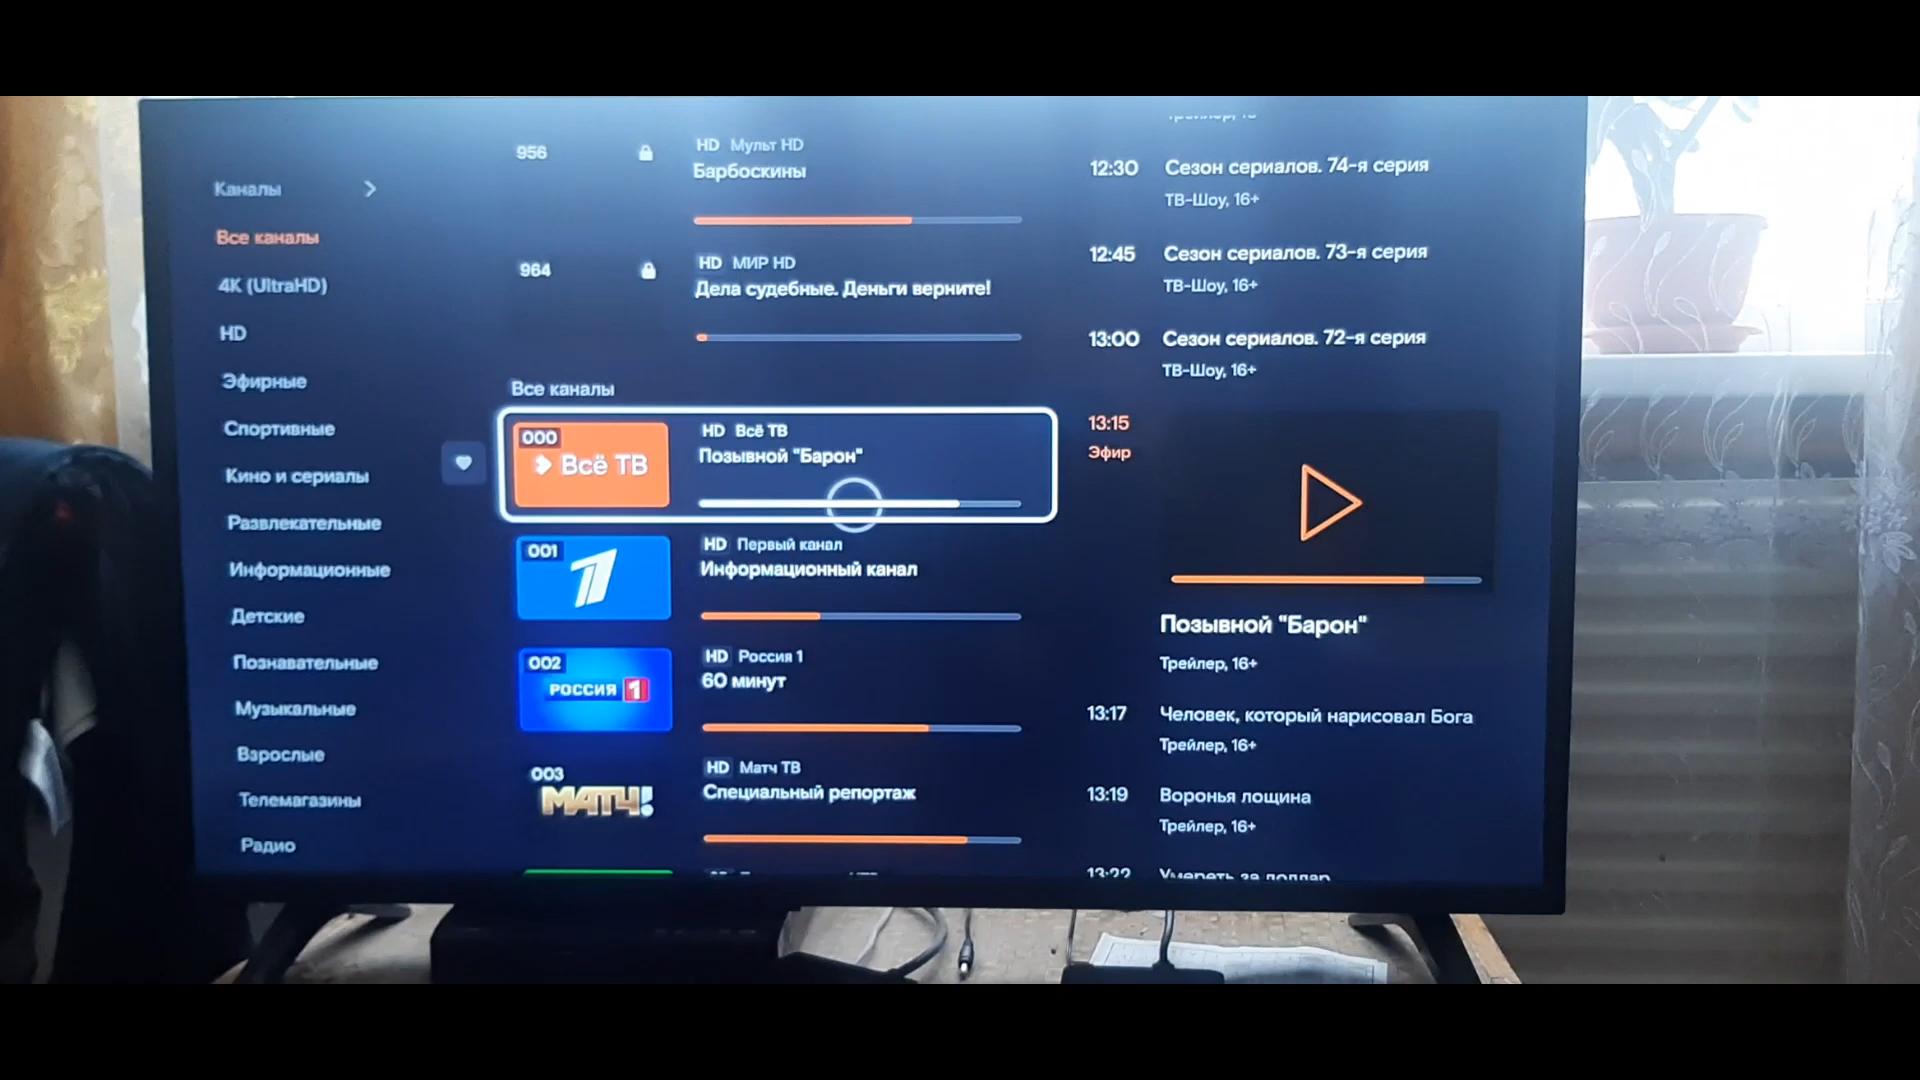 Каналы
Все каналы
4K (UltraHD)
HD
Эфирные
Спортивные
Кино и сериалы
Развлекательные
Информационные
Детские
Познавательные
Музыкальные
Взрослые
Телемагазины
Радио
956
HD Мульт HD
Барбоскины
964
HD МИР HD
Дела судебные. Деньги верните!
Все каналы
000
Всё ТВ
HD Всё ТВ
Позывной "Барон"
001
HD Первый канал
Информационный канал
002
РОССИЯ 1
HD Россия 1
60 минут
003
МАТЧ!
HD Матч ТВ
Специальный репортаж
12:30 Сезон сериалов. 74-я серия
ТВ-Шоу, 16+
12:45 Сезон сериалов. 73-я серия
ТВ-Шоу, 16+
13:00 Сезон сериалов. 72-я серия
ТВ-Шоу, 16+
13:15
Эфир
Позывной "Барон"
Трейлер, 16+
13:17 Человек, который нарисовал Бога
Трейлер, 16+
13:19 Воронья лощина
Трейлер, 16+
13:22 Умереть за доллар